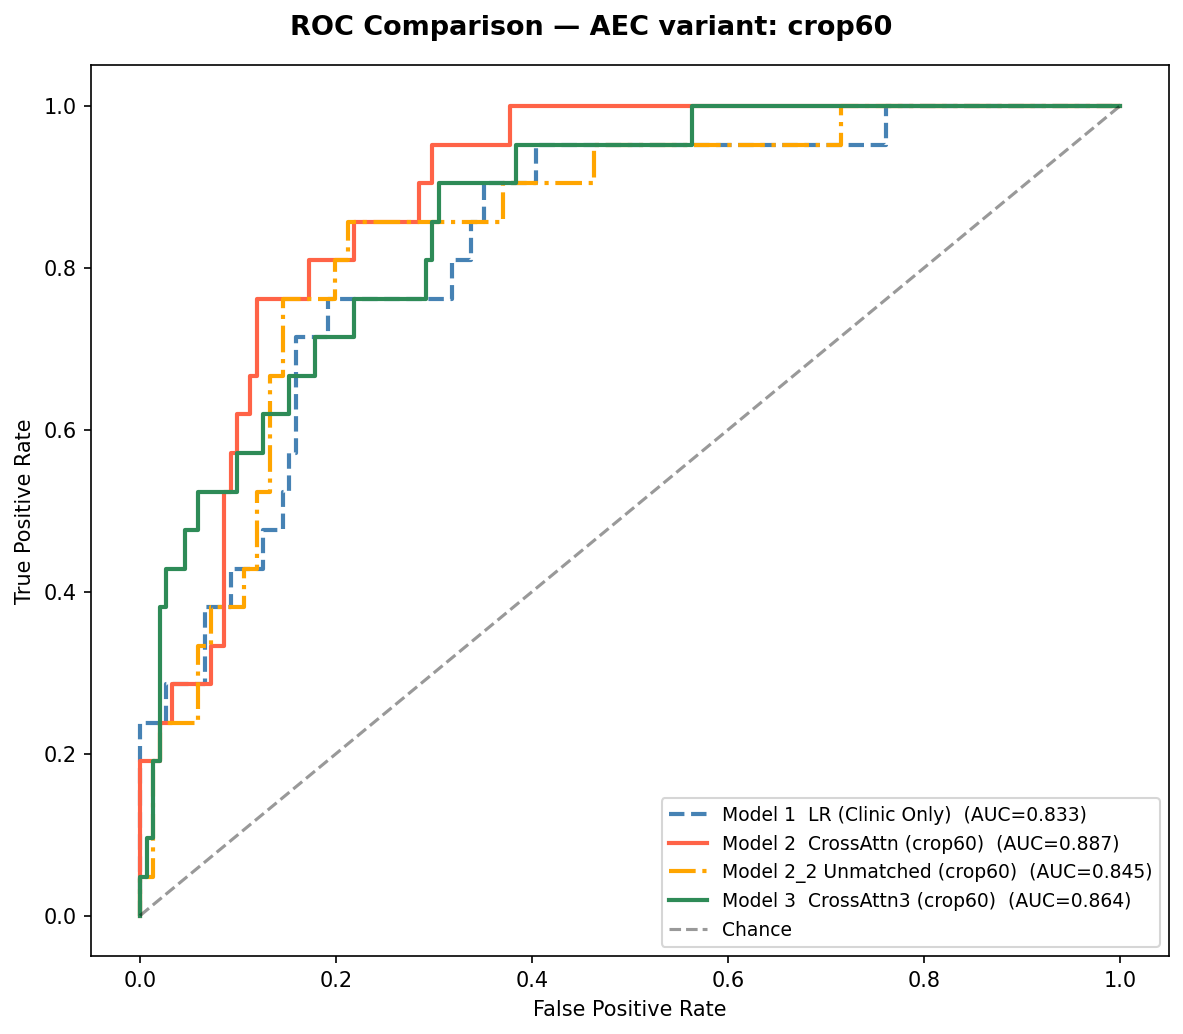 ROC Comparison — AEC variant: crop60
1.0
0.8
0.6
0.4
0.2
0.0
True Positive Rate
Model 1  LR (Clinic Only)  (AUC=0.833)
Model 2  CrossAttn (crop60)  (AUC=0.887)
Model 2_2 Unmatched (crop60)  (AUC=0.845)
Model 3  CrossAttn3 (crop60)  (AUC=0.864)
Chance
0.0 0.2 0.4 0.6 0.8 1.0
False Positive Rate